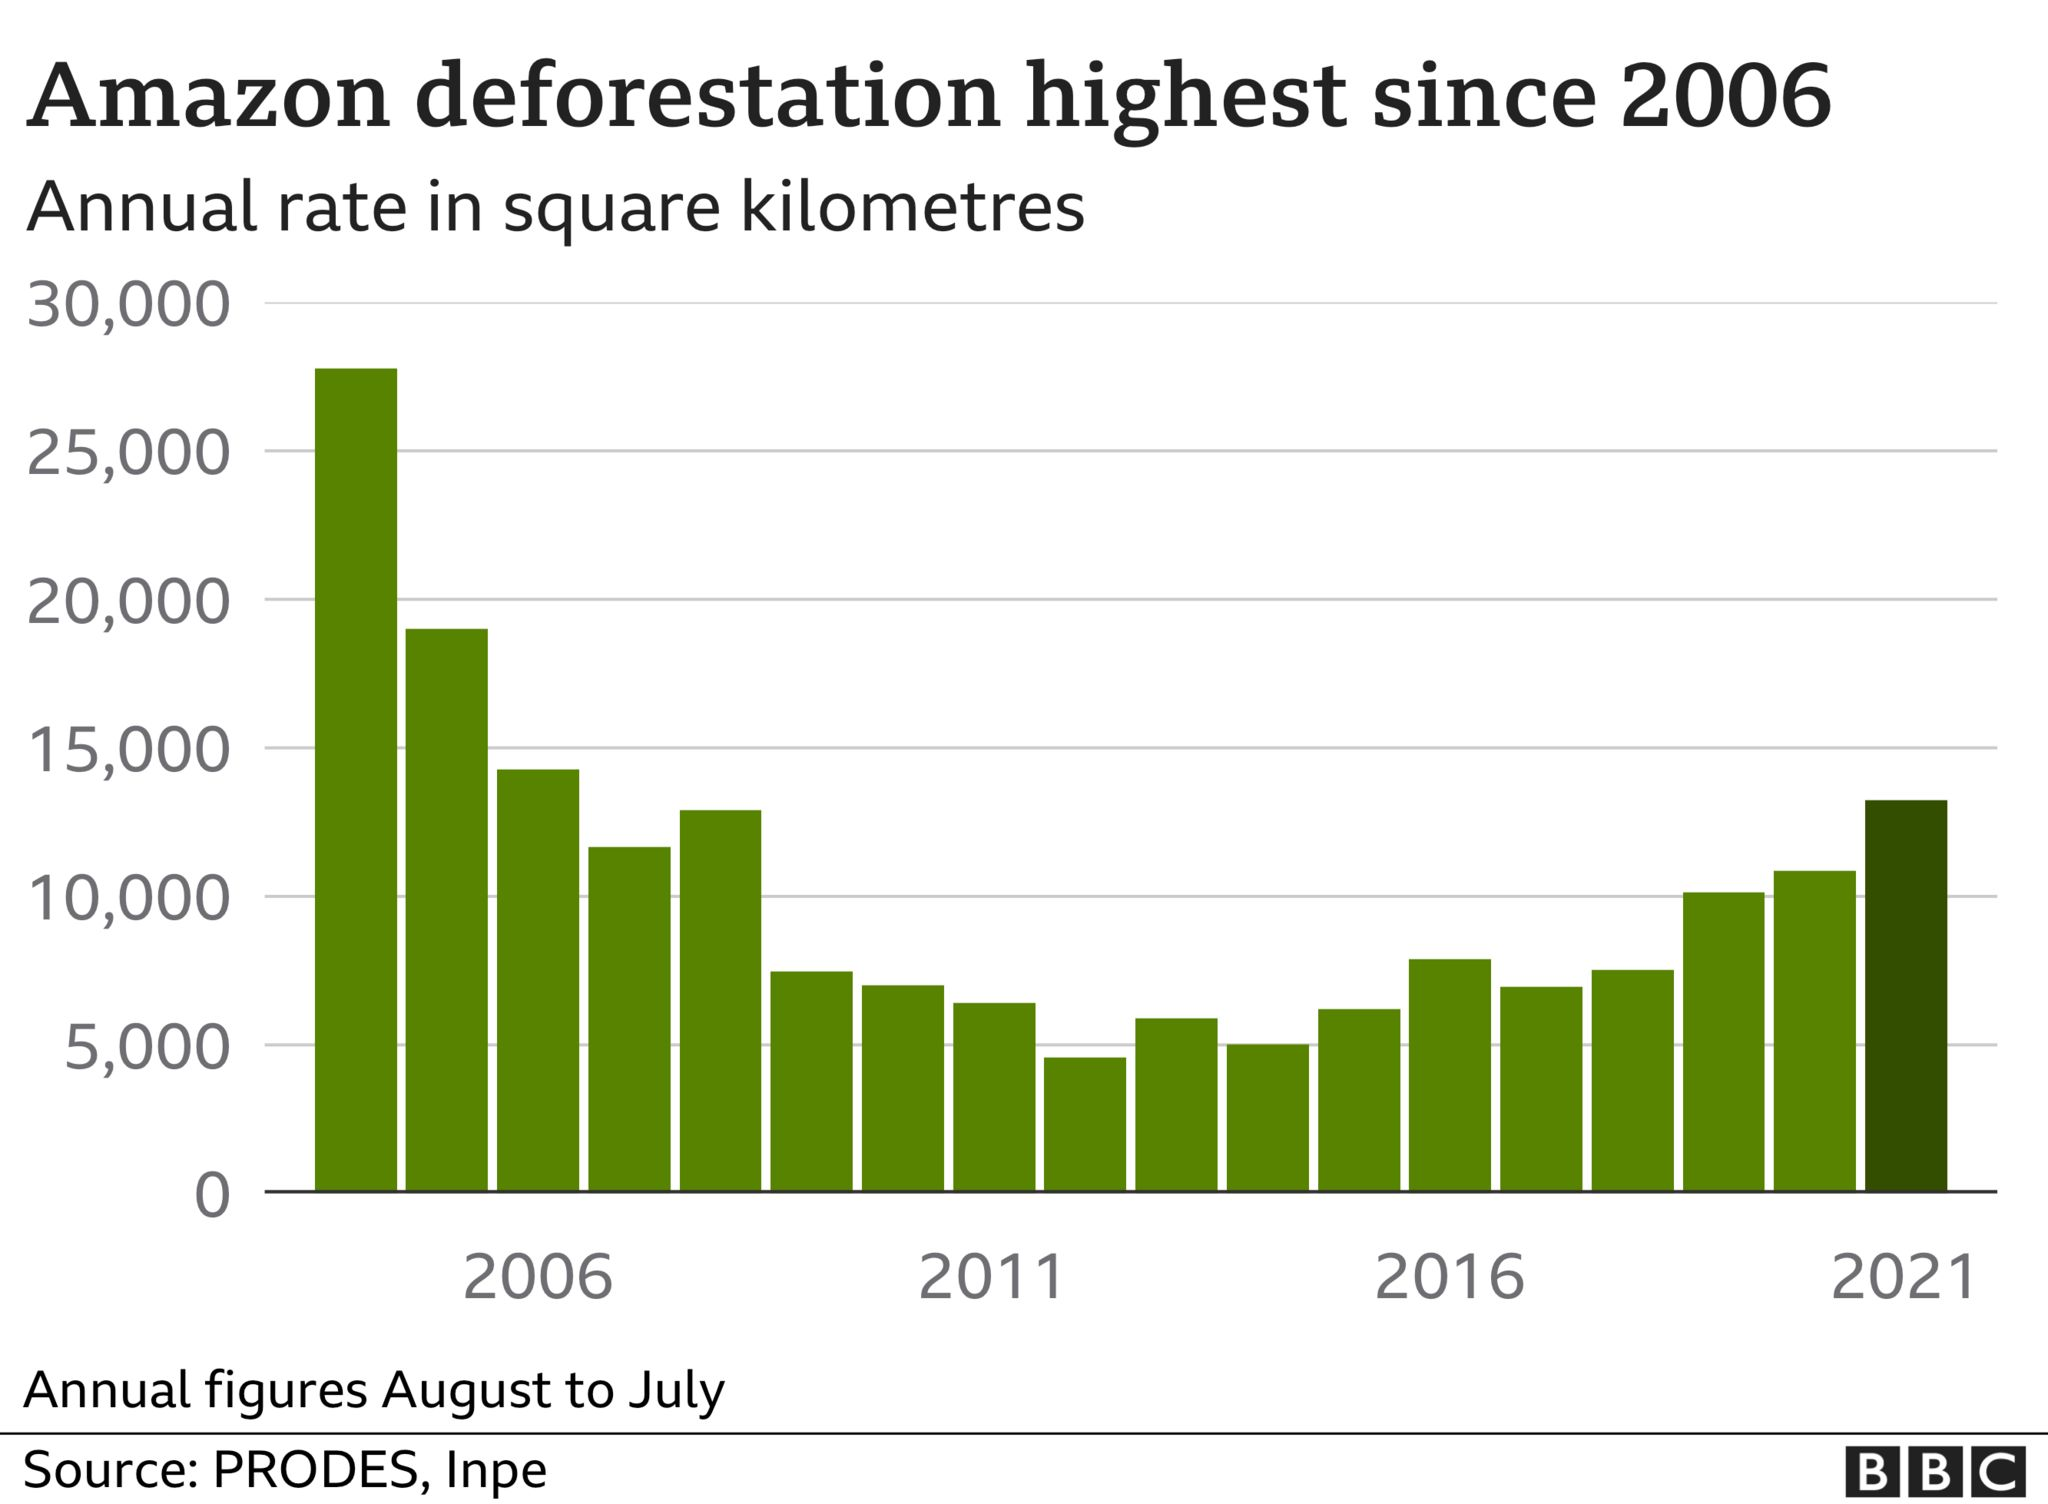 Amazon deforestation highest since 2006
Annual rate in square kilometres
30,000
25,000
20,000
15,000
10,000
5,000
0
2006 2011 2016 2021
Annual figures August to July
Source: PRODES, Inpe
BBC